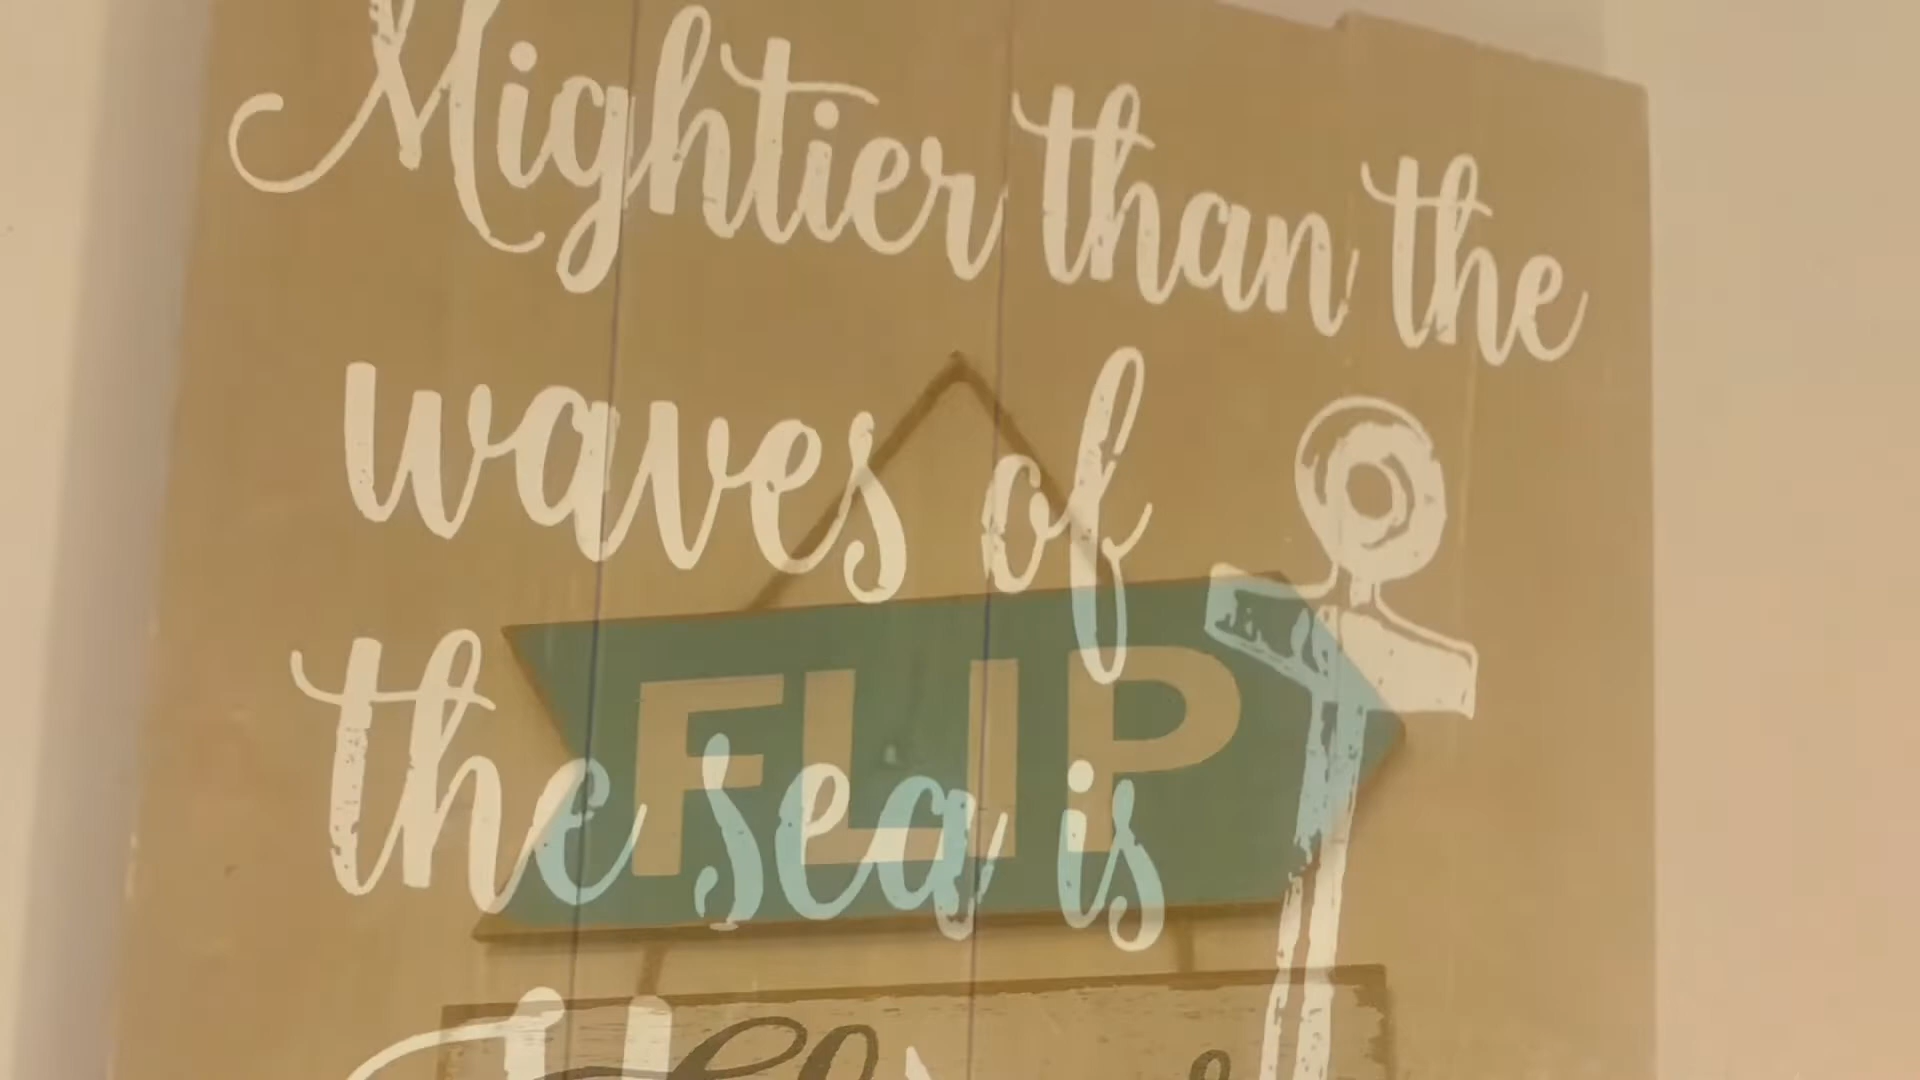 Mightier than the
waves of
the sea is
FLIP